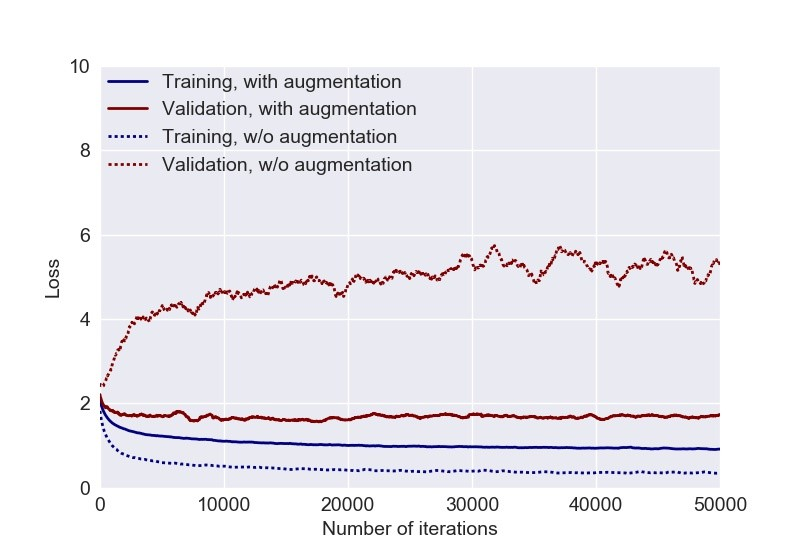 10
Training, with augmentation
Validation, with augmentation
Training, w/o augmentation
Validation, w/o augmentation
8
6
Loss
4
2
0
0 10000 20000 30000 40000 50000
Number of iterations